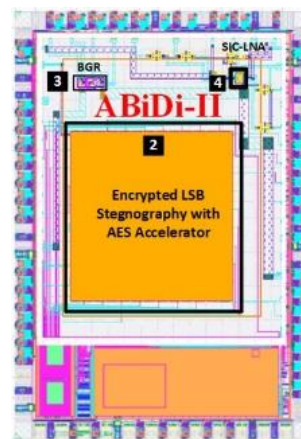 SIC-LNA
BGR
3
4
ABiDi-II
2
Encrypted LSB
Stegnography with
AES Accelerator